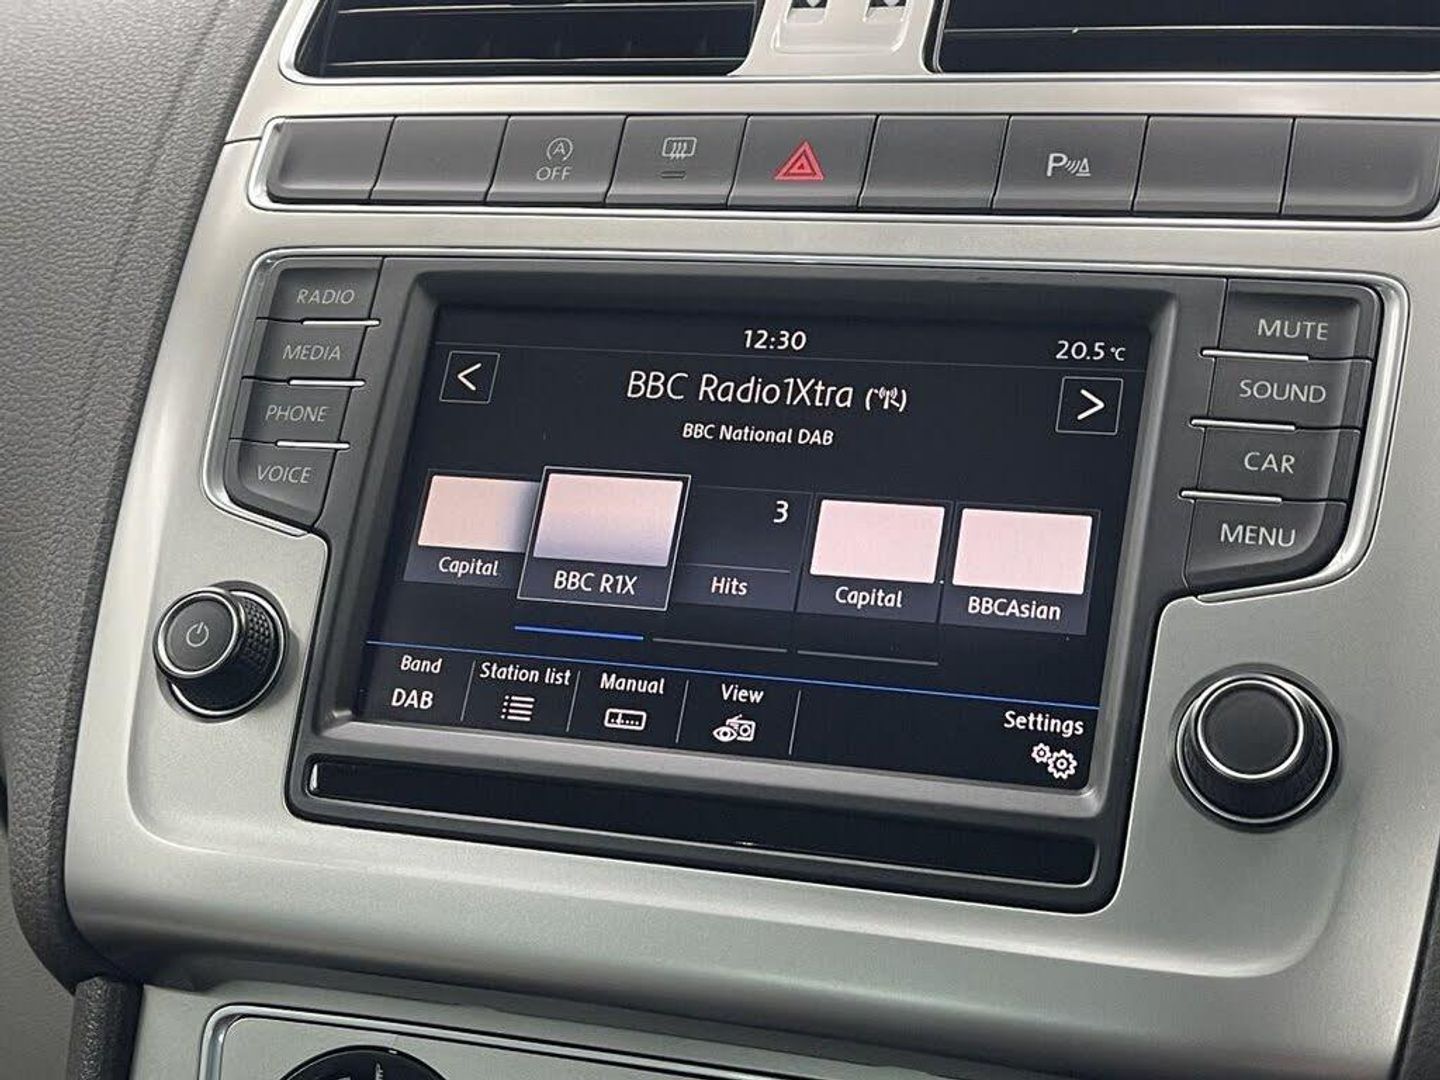 A
OFF
P
RADIO
MEDIA
PHONE
VOICE
12:30
20.5°C
<
BBC Radio1Xtra
>
BBC National DAB
3
Capital
BBC R1X
Hits
Capital
BBCAsian
Band
DAB
Station list
Manual
View
Settings
MUTE
SOUND
CAR
MENU